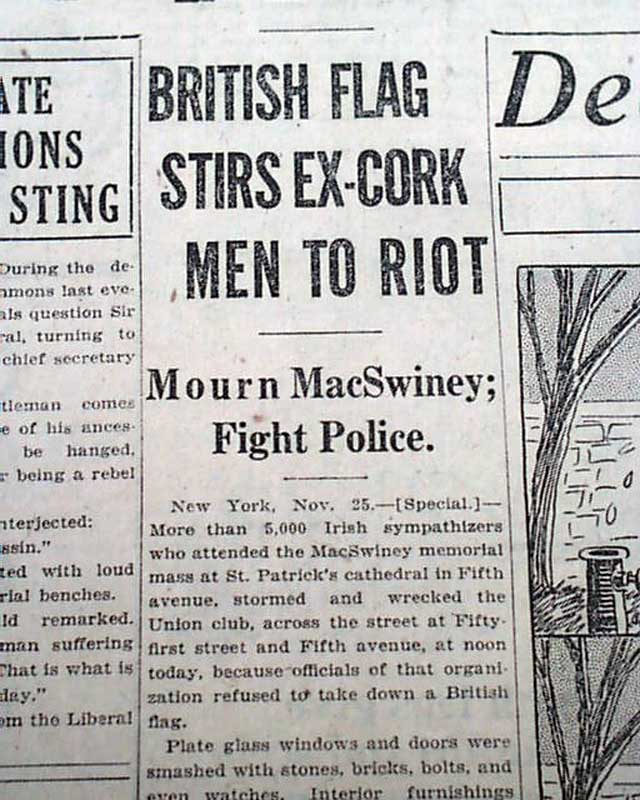 ATE
IONS
STING
During the de-
mmons last eve-
als question Sir
ral, turning to
chief secretary
tleman comes
e of his ances-
be hanged,
r being a rebel
nterjected:
ssin."
ted with loud
rial benches.
ld remarked.
man suffering
That is what is
day."
om the Liberal
BRITISH FLAG
STIRS EX-CORK
MEN TO RIOT
Mourn MacSwiney;
Fight Police.
New York, Nov. 25.—[Special.]—
More than 5,000 Irish sympathizers
who attended the MacSwiney memorial
mass at St. Patrick's cathedral in Fifth
avenue, stormed and wrecked the
Union club, across the street at Fifty-
first street and Fifth avenue, at noon
today, because officials of that organi-
zation refused to take down a British
flag.
Plate glass windows and doors were
smashed with stones, bricks, bolts, and
even watches. Interior furnishings
De